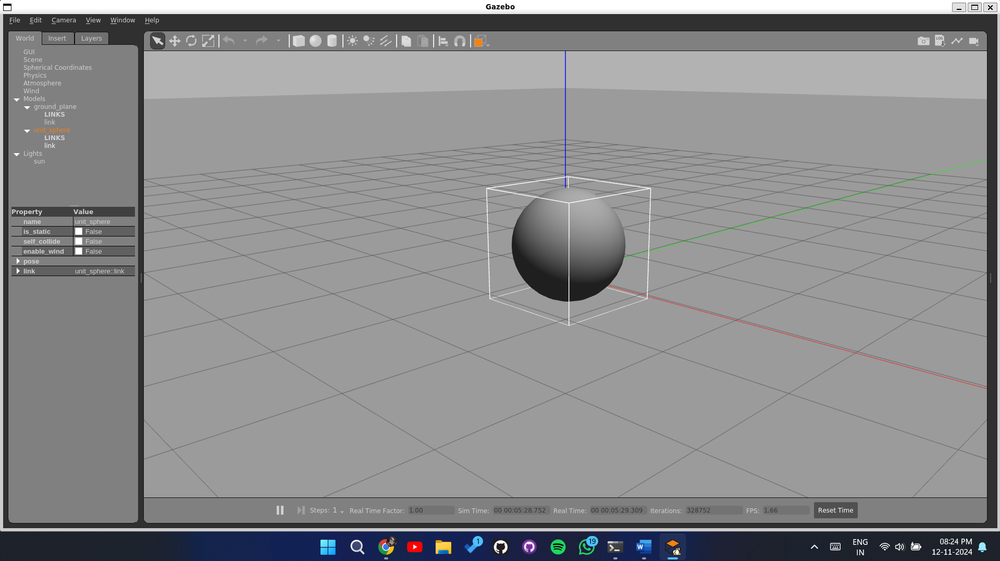 Gazebo
File Edit Camera View Window Help
World Insert Layers
GUI
Scene
Spherical Coordinates
Physics
Atmosphere
Wind
Models
ground_plane
LINKS
link
unit_sphere
LINKS
link
Lights
sun
Property Value
name unit_sphere
is_static False
self_collide False
enable_wind False
pose
link unit_sphere::link
LOG
Steps: 1 Real Time Factor: 1.00 Sim Time: 00 00:05:28.752 Real Time: 00 00:05:29.309 Iterations: 328752 FPS: 1.66 Reset Time
1
19
W
ENG
IN
08:24 PM
12-11-2024